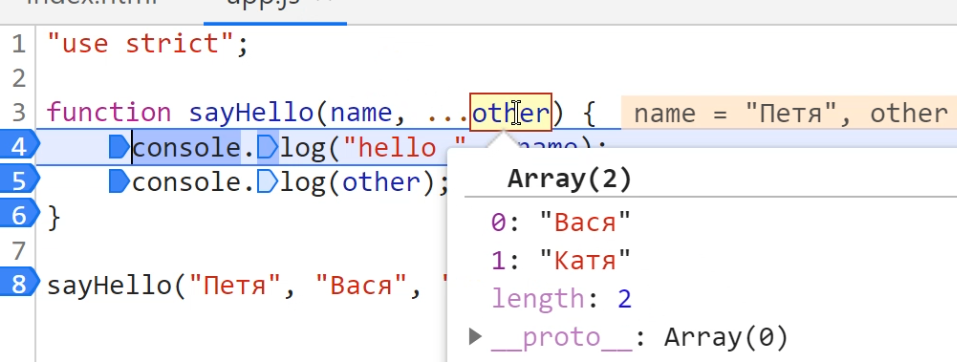 index.html app.js
1 "use strict";
2
3 function sayHello(name, ...other) { name = "Петя", other
4 console.log("hello " name);
5 console.log(other);
6 }
7
8 sayHello("Петя", "Вася", "
Array(2)
0: "Вася"
1: "Катя"
length: 2
▶ __proto__: Array(0)